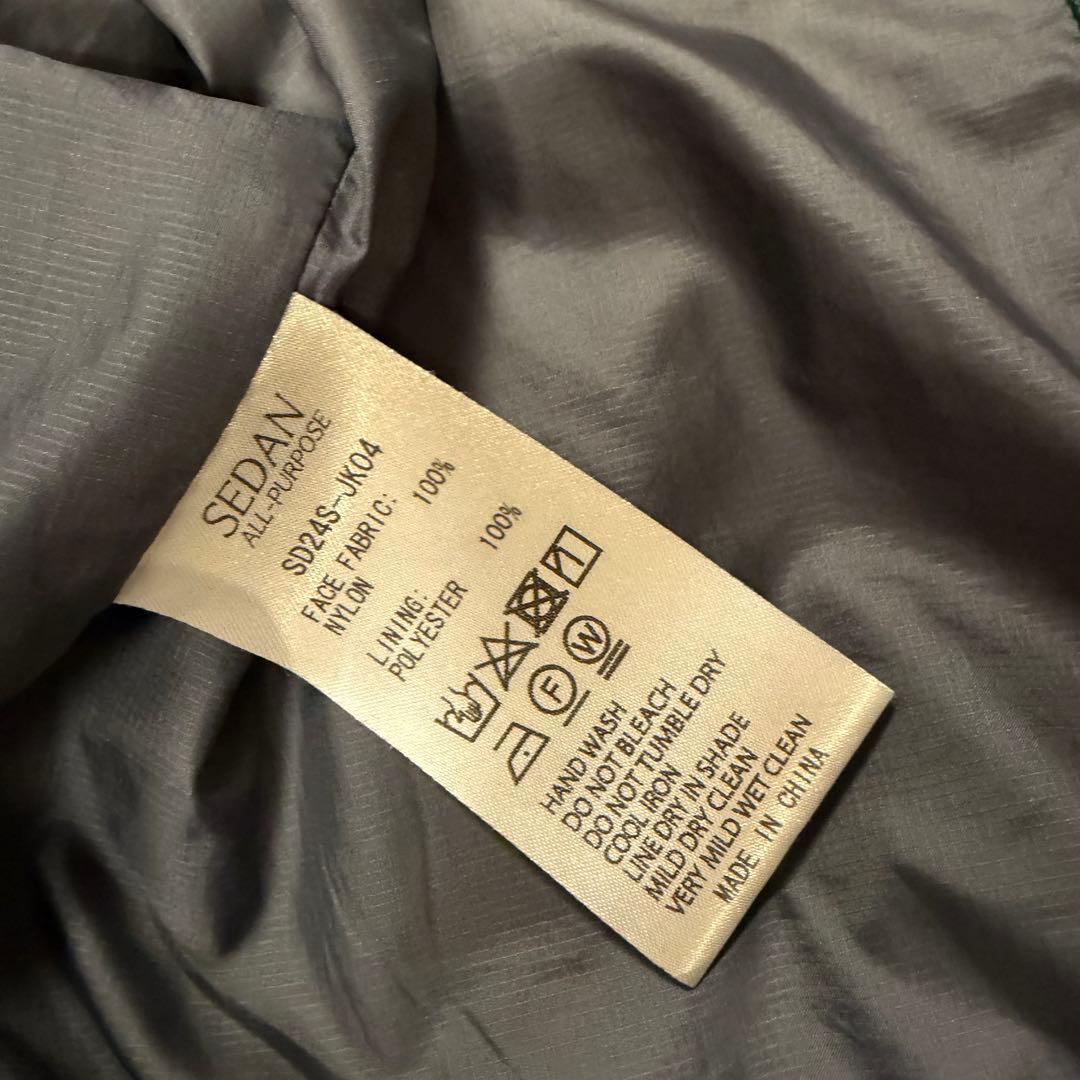 SEDAN
ALL-PURPOSE
SD24S-JK04
FACE FABRIC:
NYLON 100%
LINING:
POLYESTER 100%
W
F
HAND WASH
DO NOT BLEACH
DO NOT TUMBLE DRY
COOL IRON
LINE DRY IN SHADE
MILD DRY CLEAN
VERY MILD WET CLEAN
MADE IN CHINA